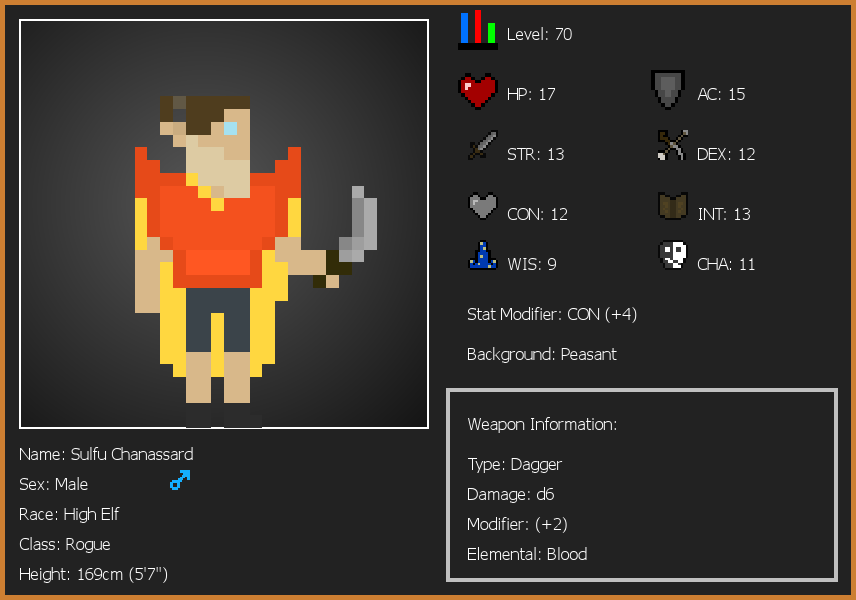 Level: 70
HP: 17
AC: 15
STR: 13
DEX: 12
CON: 12
INT: 13
WIS: 9
CHA: 11
Stat Modifier: CON (+4)
Background: Peasant
Weapon Information:
Type: Dagger
Damage: d6
Modifier: (+2)
Elemental: Blood
Name: Sulfu Chanassard
Sex: Male
Race: High Elf
Class: Rogue
Height: 169cm (5'7")